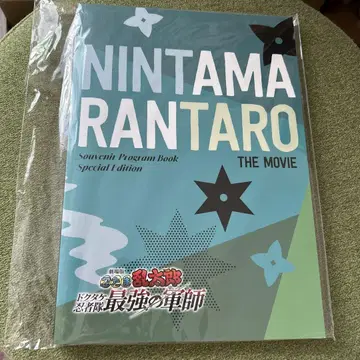 NINTAMA
RANTARO
THE MOVIE
Souvenir Program Book
Special Edition
劇場版
忍たま乱太郎
ドクタケ忍者隊
最強の軍師